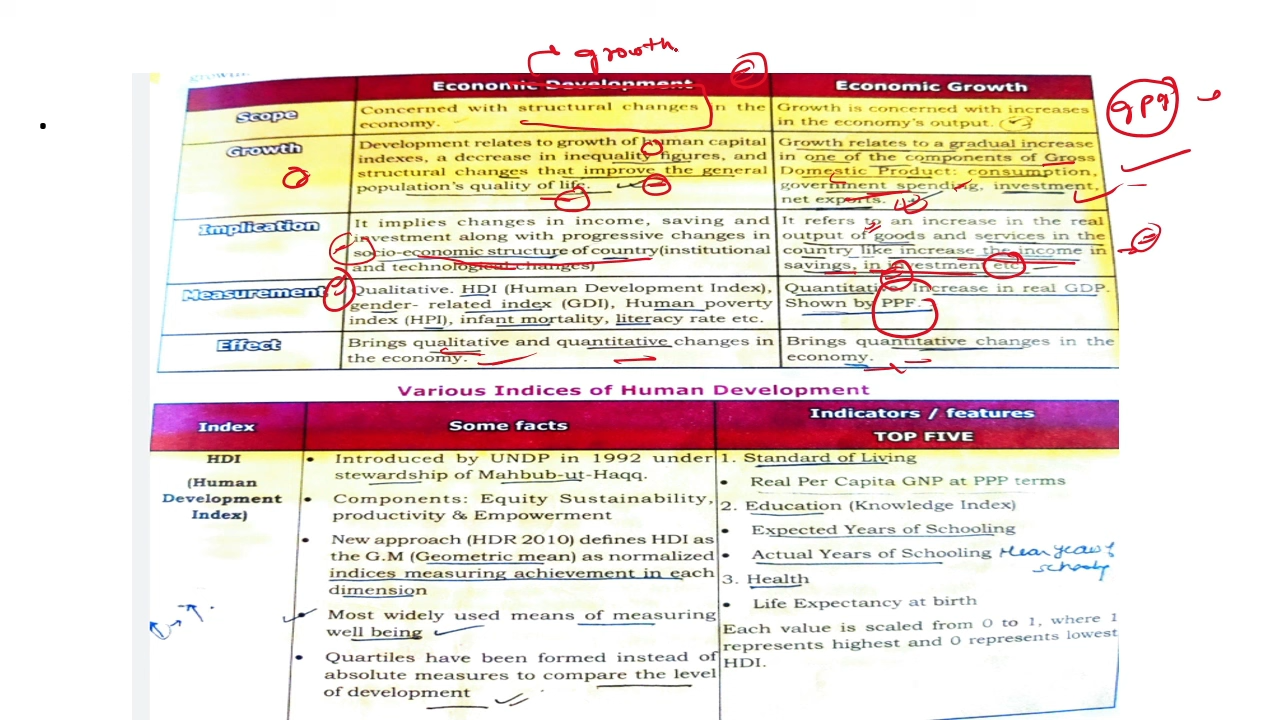 growth.
Economic Development
Economic Growth
Scope
Concerned with structural changes in the
economy.
Growth is concerned with increases
in the economy's output.
Growth
Development relates to growth of human capital
indexes, a decrease in inequality figures, and
structural changes that improve the general
population's quality of life.
Growth relates to a gradual increase
in one of the components of Gross
Domestic Product: consumption,
government spending, investment,
net exports.
Implication
It implies changes in income, saving and
investment along with progressive changes in
socio-economic structure of country(institutional
and technological changes)
It refers to an increase in the real
output of goods and services in the
country like increase the income in
savings, in investment etc.
Measurement
Qualitative. HDI (Human Development Index),
gender- related index (GDI), Human poverty
index (HPI), infant mortality, literacy rate etc.
Quantitative. Increase in real GDP.
Shown by PPF.
Effect
Brings qualitative and quantitative changes in
the economy.
Brings quantitative changes in the
economy.
Various Indices of Human Development
Index
Some facts
Indicators / features
TOP FIVE
HDI
(Human
Development
Index)
• Introduced by UNDP in 1992 under
stewardship of Mahbub-ut-Haqq.
• Components: Equity Sustainability,
productivity & Empowerment
• New approach (HDR 2010) defines HDI as
the G.M (Geometric mean) as normalized
indices measuring achievement in each
dimension
• Most widely used means of measuring
well being
• Quartiles have been formed instead of
absolute measures to compare the level
of development
1. Standard of Living
• Real Per Capita GNP at PPP terms
2. Education (Knowledge Index)
• Expected Years of Schooling
• Actual Years of Schooling Mean years of
3. Health
• Life Expectancy at birth
Each value is scaled from 0 to 1, where 1
represents highest and 0 represents lowest
HDI.